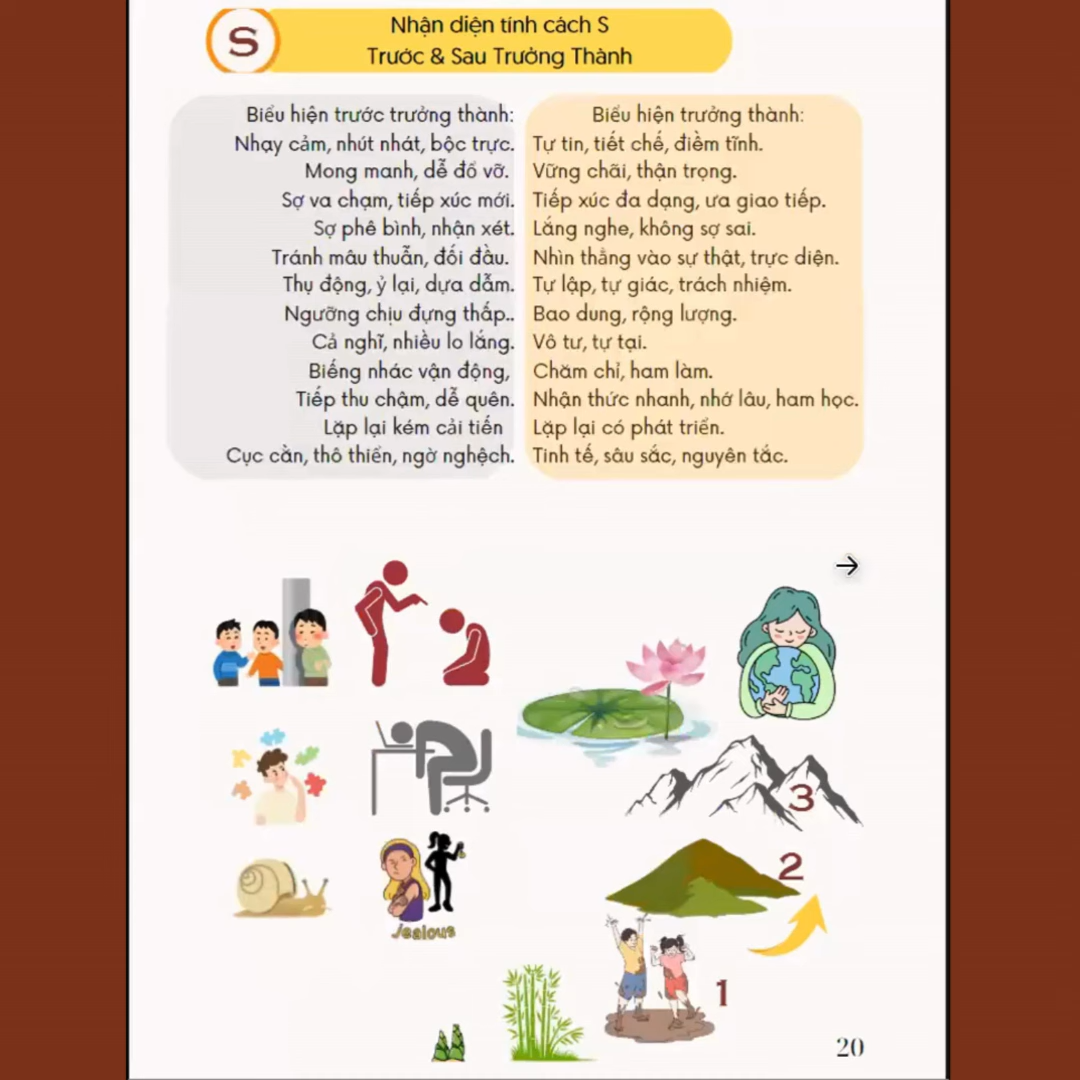 S
Nhận diện tính cách S
Trước & Sau Trưởng Thành
Biểu hiện trước trưởng thành:
Nhạy cảm, nhút nhát, bộc trực.
Mong manh, dễ đổ vỡ.
Sợ va chạm, tiếp xúc mới.
Sợ phê bình, nhận xét.
Tránh mâu thuẫn, đối đầu.
Thụ động, ỷ lại, dựa dẫm.
Ngưỡng chịu đựng thấp..
Cả nghĩ, nhiều lo lắng.
Biếng nhác vận động,
Tiếp thu chậm, dễ quên.
Lặp lại kém cải tiến
Cục cằn, thô thiển, ngờ nghệch.
Biểu hiện trưởng thành:
Tự tin, tiết chế, điềm tĩnh.
Vững chãi, thận trọng.
Tiếp xúc đa dạng, ưa giao tiếp.
Lắng nghe, không sợ sai.
Nhìn thẳng vào sự thật, trực diện.
Tự lập, tự giác, trách nhiệm.
Bao dung, rộng lượng.
Vô tư, tự tại.
Chăm chỉ, ham làm.
Nhận thức nhanh, nhớ lâu, ham học.
Lặp lại có phát triển.
Tinh tế, sâu sắc, nguyên tắc.
3
2
Jealous
1
20